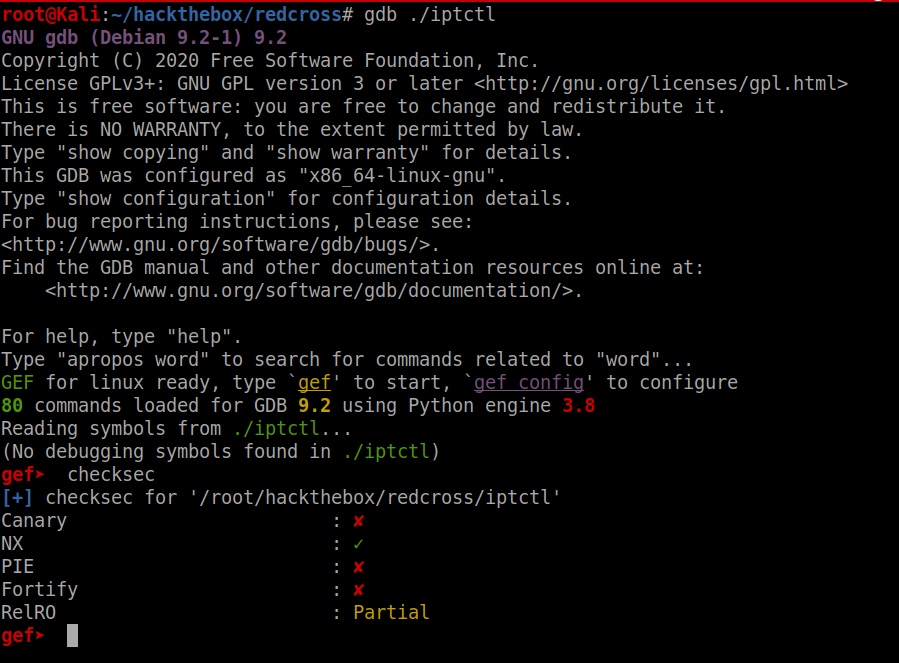 root@Kali:~/hackthebox/redcross# gdb ./iptctl
GNU gdb (Debian 9.2-1) 9.2
Copyright (C) 2020 Free Software Foundation, Inc.
License GPLv3+: GNU GPL version 3 or later <http://gnu.org/licenses/gpl.html>
This is free software: you are free to change and redistribute it.
There is NO WARRANTY, to the extent permitted by law.
Type "show copying" and "show warranty" for details.
This GDB was configured as "x86_64-linux-gnu".
Type "show configuration" for configuration details.
For bug reporting instructions, please see:
<http://www.gnu.org/software/gdb/bugs/>.
Find the GDB manual and other documentation resources online at:
    <http://www.gnu.org/software/gdb/documentation/>.

For help, type "help".
Type "apropos word" to search for commands related to "word"...
GEF for linux ready, type `gef' to start, `gef config' to configure
80 commands loaded for GDB 9.2 using Python engine 3.8
Reading symbols from ./iptctl...
(No debugging symbols found in ./iptctl)
gef➤  checksec
[+] checksec for '/root/hackthebox/redcross/iptctl'
Canary                        : ✘
NX                            : ✓
PIE                           : ✘
Fortify                       : ✘
RelRO                         : Partial
gef➤